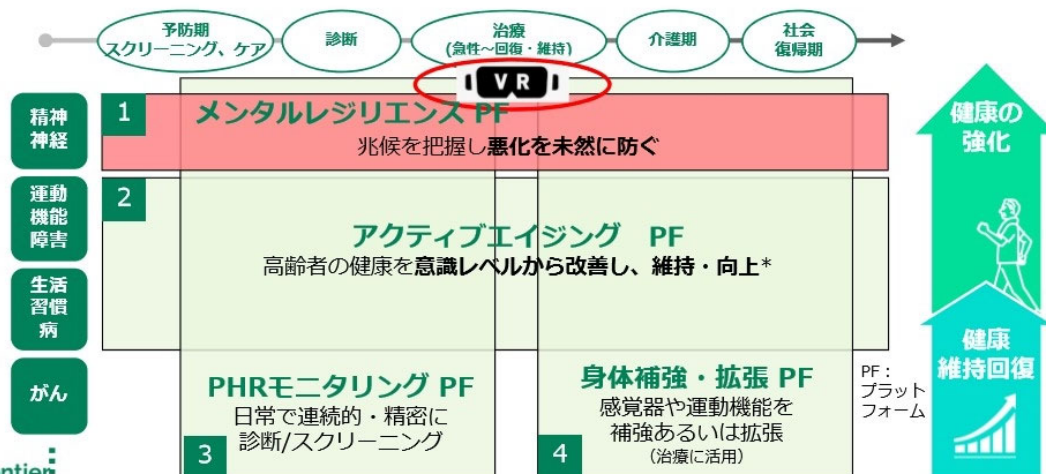 予防期
スクリーニング、ケア
診断
治療
(急性～回復・維持)
介護期
社会
復帰期
VR
精神
神経
1
メンタルレジリエンス PF
兆候を把握し悪化を未然に防ぐ
運動
機能
障害
2
アクティブエイジング PF
高齢者の健康を意識レベルから改善し、維持・向上*
生活
習慣
病
がん
PHRモニタリング PF
日常で連続的・精密に
診断/スクリーニング
3
身体補強・拡張 PF
感覚器や運動機能を
補強あるいは拡張
(治療に活用)
4
PF：
プラット
フォーム
健康の
強化
健康
維持回復